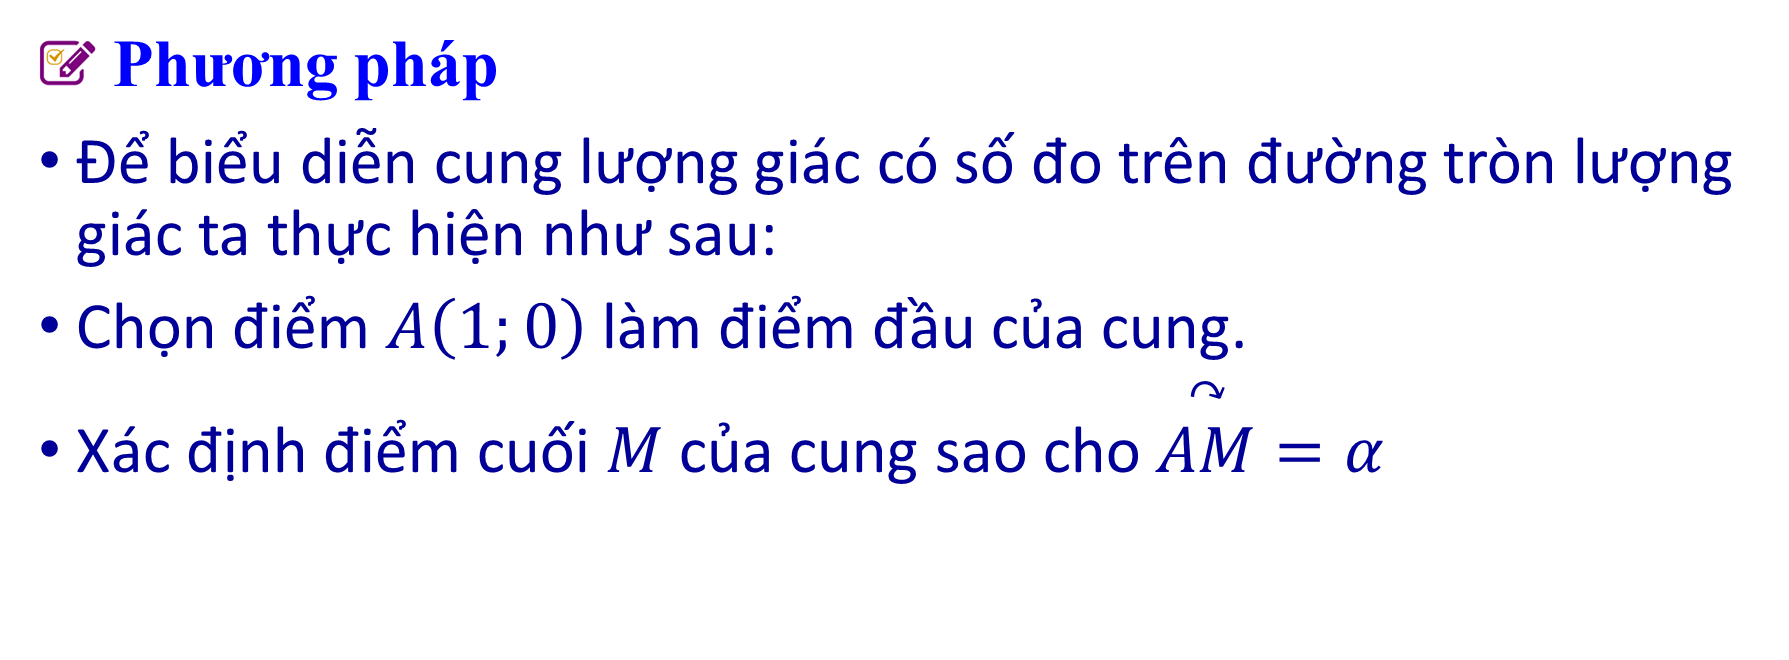 Phương pháp
• Để biểu diễn cung lượng giác có số đo trên đường tròn lượng
giác ta thực hiện như sau:
• Chọn điểm A(1; 0) làm điểm đầu của cung.
• Xác định điểm cuối M của cung sao cho \overset{↷}{AM} = α